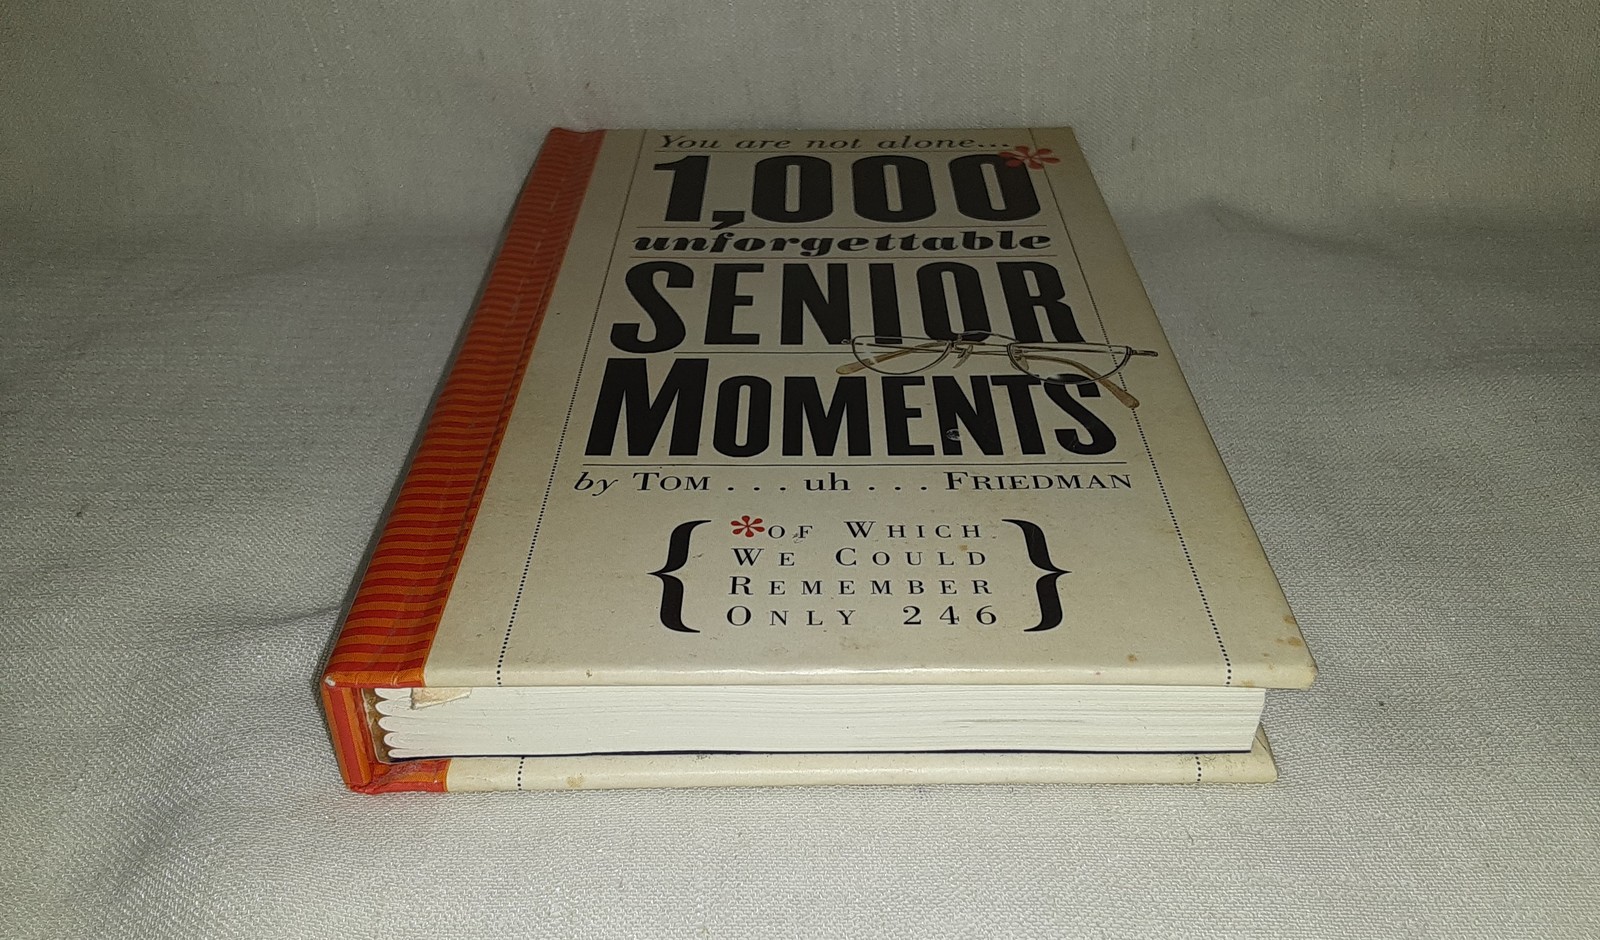 You are not alone...
1,000*
unforgettable
SENIOR
MOMENTS
by TOM . . . uh . . . FRIEDMAN
*OF WHICH
WE COULD
REMEMBER
ONLY 246